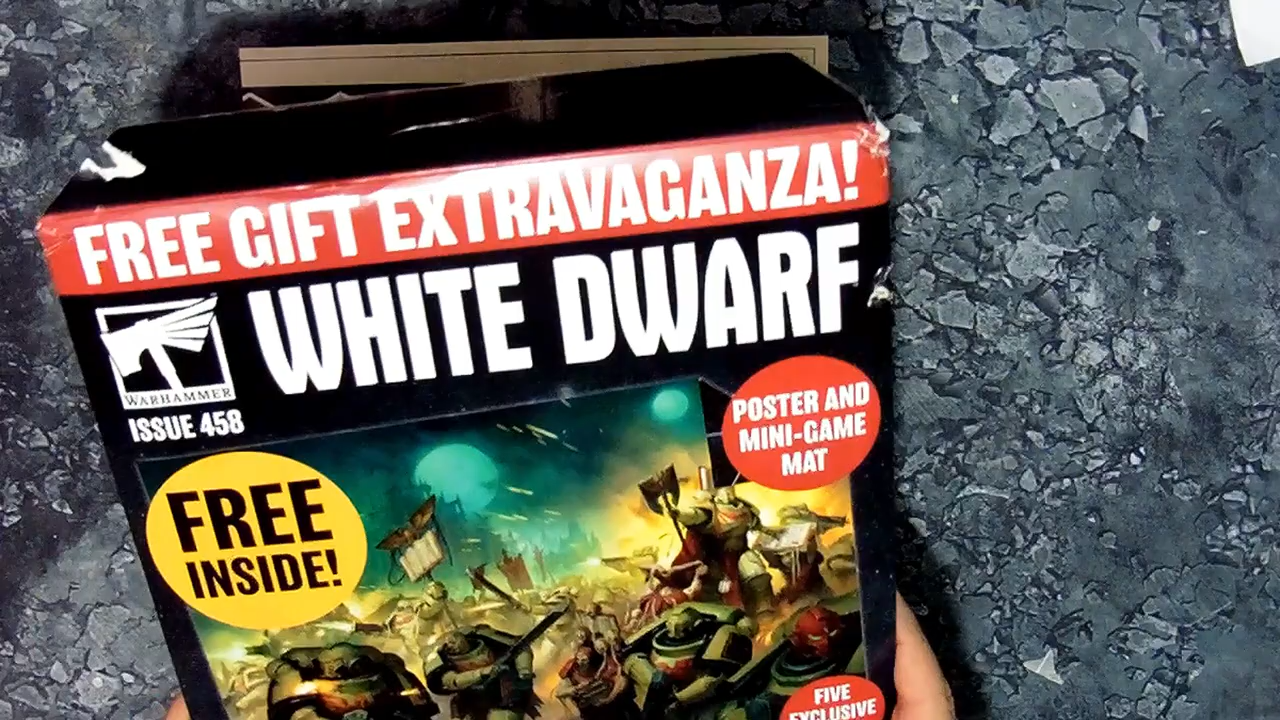 FREE GIFT EXTRAVAGANZA!
WHITE DWARF
WARHAMMER
ISSUE 458
POSTER AND
MINI-GAME
MAT
FREE
INSIDE!
FIVE
EXCLUSIVE